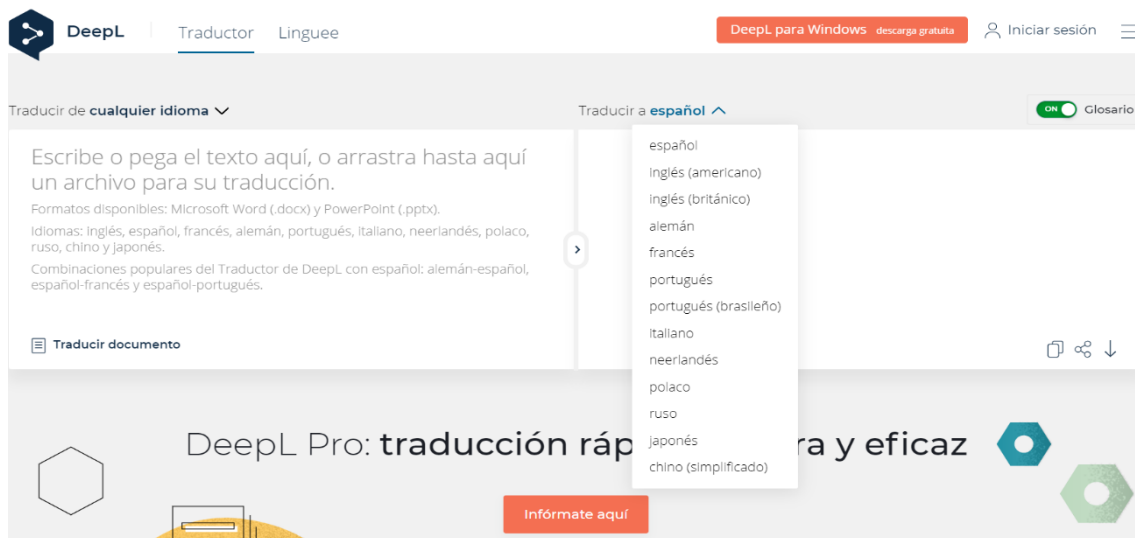 DeepL
Traductor
Linguee
DeepL para Windows descarga gratuita
Iniciar sesión
Traducir de cualquier idioma
Traducir a español
ON Glosario
Escribe o pega el texto aquí, o arrastra hasta aquí
un archivo para su traducción.
Formatos disponibles: Microsoft Word (.docx) y PowerPoint (.pptx).
Idiomas: inglés, español, francés, alemán, portugués, italiano, neerlandés, polaco,
ruso, chino y japonés.
Combinaciones populares del Traductor de DeepL con español: alemán-español,
español-francés y español-portugués.
Traducir documento
español
inglés (americano)
inglés (británico)
alemán
francés
portugués
portugués (brasileño)
italiano
neerlandés
polaco
ruso
japonés
chino (simplificado)
DeepL Pro: traducción ráp ra y eficaz
Infórmate aquí